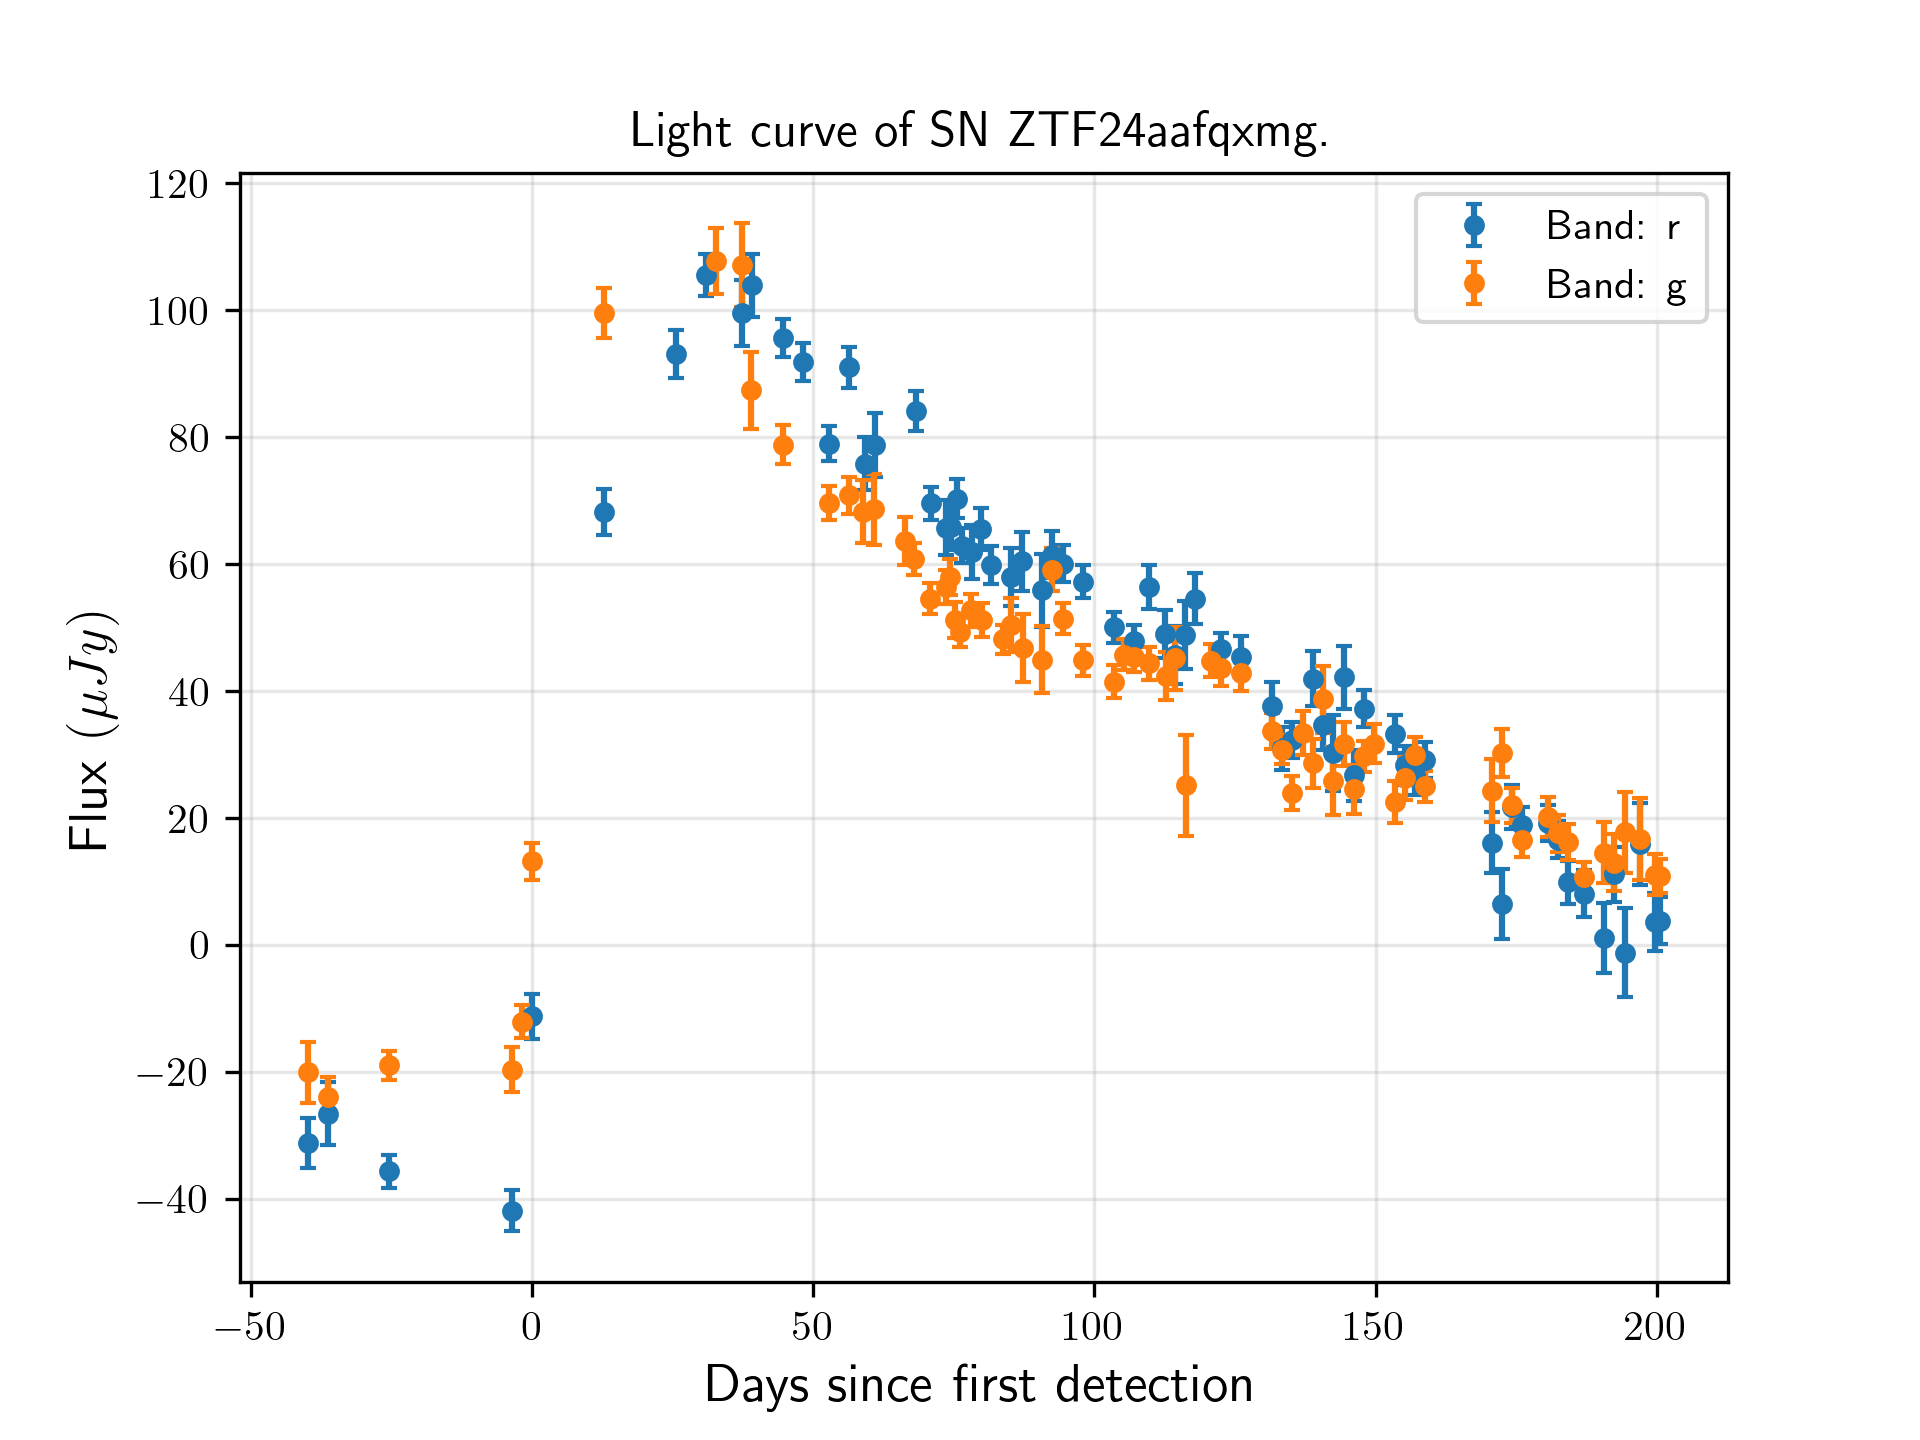 Light curve of SN ZTF24aafqxmg.
120
100
80
60
40
20
0
−20
−40
Flux (μJy)
−50 0 50 100 150 200
Days since first detection
Band: r
Band: g